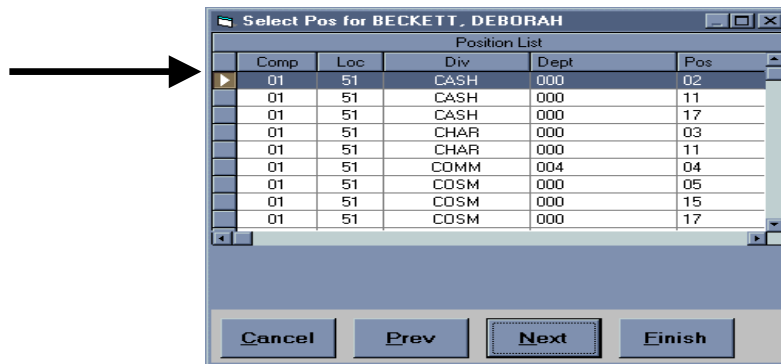 Select Pos for BECKETT, DEBORAH
Position List
Comp Loc Div Dept Pos
01 51 CASH 000 02
01 51 CASH 000 11
01 51 CASH 000 17
01 51 CHAR 000 03
01 51 CHAR 000 11
01 51 COMM 004 04
01 51 COSM 000 05
01 51 COSM 000 15
01 51 COSM 000 17
Cancel Prev Next Finish